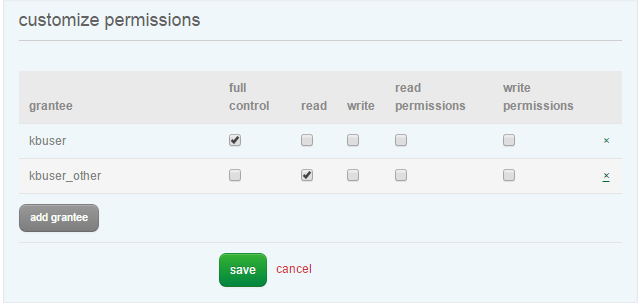 customize permissions
grantee full control read write read permissions write permissions
kbuser ×
kbuser_other ×
add grantee
save cancel